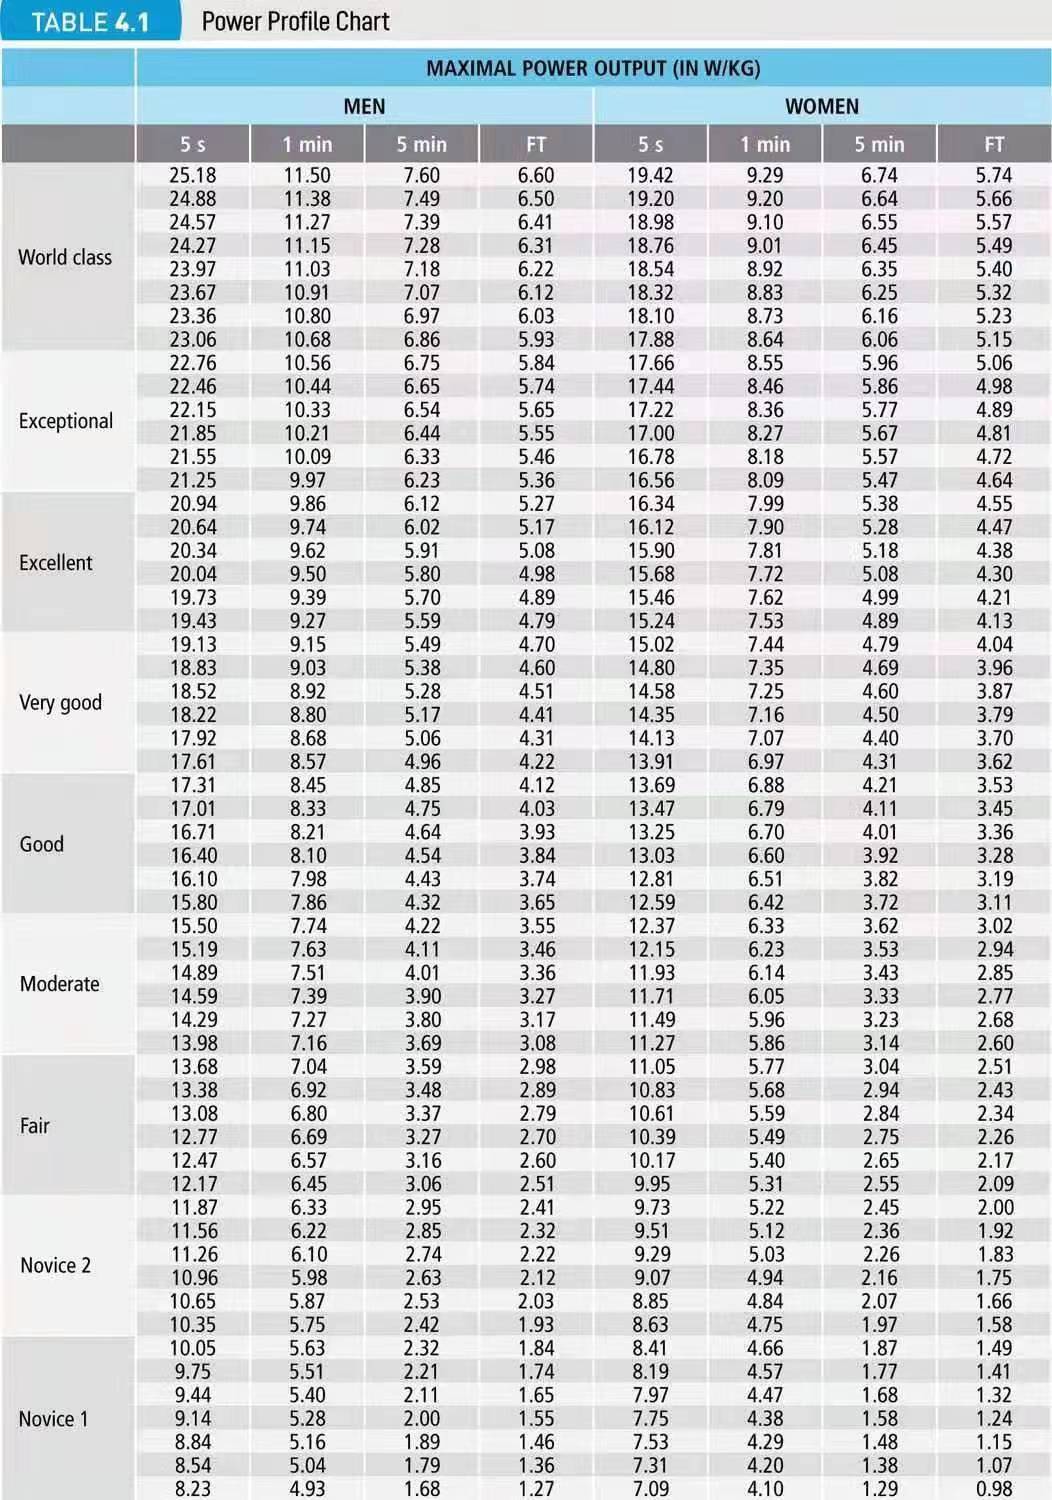 TABLE 4.1 Power Profile Chart
MAXIMAL POWER OUTPUT (IN W/KG)
MEN WOMEN
5 s 1 min 5 min FT 5 s 1 min 5 min FT
25.18 11.50 7.60 6.60 19.42 9.29 6.74 5.74
24.88 11.38 7.49 6.50 19.20 9.20 6.64 5.66
24.57 11.27 7.39 6.41 18.98 9.10 6.55 5.57
24.27 11.15 7.28 6.31 18.76 9.01 6.45 5.49
World class
23.97 11.03 7.18 6.22 18.54 8.92 6.35 5.40
23.67 10.91 7.07 6.12 18.32 8.83 6.25 5.32
23.36 10.80 6.97 6.03 18.10 8.73 6.16 5.23
23.06 10.68 6.86 5.93 17.88 8.64 6.06 5.15
22.76 10.56 6.75 5.84 17.66 8.55 5.96 5.06
22.46 10.44 6.65 5.74 17.44 8.46 5.86 4.98
22.15 10.33 6.54 5.65 17.22 8.36 5.77 4.89
Exceptional
21.85 10.21 6.44 5.55 17.00 8.27 5.67 4.81
21.55 10.09 6.33 5.46 16.78 8.18 5.57 4.72
21.25 9.97 6.23 5.36 16.56 8.09 5.47 4.64
20.94 9.86 6.12 5.27 16.34 7.99 5.38 4.55
20.64 9.74 6.02 5.17 16.12 7.90 5.28 4.47
20.34 9.62 5.91 5.08 15.90 7.81 5.18 4.38
Excellent
20.04 9.50 5.80 4.98 15.68 7.72 5.08 4.30
19.73 9.39 5.70 4.89 15.46 7.62 4.99 4.21
19.43 9.27 5.59 4.79 15.24 7.53 4.89 4.13
19.13 9.15 5.49 4.70 15.02 7.44 4.79 4.04
18.83 9.03 5.38 4.60 14.80 7.35 4.69 3.96
18.52 8.92 5.28 4.51 14.58 7.25 4.60 3.87
Very good
18.22 8.80 5.17 4.41 14.35 7.16 4.50 3.79
17.92 8.68 5.06 4.31 14.13 7.07 4.40 3.70
17.61 8.57 4.96 4.22 13.91 6.97 4.31 3.62
17.31 8.45 4.85 4.12 13.69 6.88 4.21 3.53
17.01 8.33 4.75 4.03 13.47 6.79 4.11 3.45
16.71 8.21 4.64 3.93 13.25 6.70 4.01 3.36
Good
16.40 8.10 4.54 3.84 13.03 6.60 3.92 3.28
16.10 7.98 4.43 3.74 12.81 6.51 3.82 3.19
15.80 7.86 4.32 3.65 12.59 6.42 3.72 3.11
15.50 7.74 4.22 3.55 12.37 6.33 3.62 3.02
15.19 7.63 4.11 3.46 12.15 6.23 3.53 2.94
14.89 7.51 4.01 3.36 11.93 6.14 3.43 2.85
Moderate
14.59 7.39 3.90 3.27 11.71 6.05 3.33 2.77
14.29 7.27 3.80 3.17 11.49 5.96 3.23 2.68
13.98 7.16 3.69 3.08 11.27 5.86 3.14 2.60
13.68 7.04 3.59 2.98 11.05 5.77 3.04 2.51
13.38 6.92 3.48 2.89 10.83 5.68 2.94 2.43
13.08 6.80 3.37 2.79 10.61 5.59 2.84 2.34
Fair
12.77 6.69 3.27 2.70 10.39 5.49 2.75 2.26
12.47 6.57 3.16 2.60 10.17 5.40 2.65 2.17
12.17 6.45 3.06 2.51 9.95 5.31 2.55 2.09
11.87 6.33 2.95 2.41 9.73 5.22 2.45 2.00
11.56 6.22 2.85 2.32 9.51 5.12 2.36 1.92
11.26 6.10 2.74 2.22 9.29 5.03 2.26 1.83
Novice 2
10.96 5.98 2.63 2.12 9.07 4.94 2.16 1.75
10.65 5.87 2.53 2.03 8.85 4.84 2.07 1.66
10.35 5.75 2.42 1.93 8.63 4.75 1.97 1.58
10.05 5.63 2.32 1.84 8.41 4.66 1.87 1.49
9.75 5.51 2.21 1.74 8.19 4.57 1.77 1.41
9.44 5.40 2.11 1.65 7.97 4.47 1.68 1.32
Novice 1
9.14 5.28 2.00 1.55 7.75 4.38 1.58 1.24
8.84 5.16 1.89 1.46 7.53 4.29 1.48 1.15
8.54 5.04 1.79 1.36 7.31 4.20 1.38 1.07
8.23 4.93 1.68 1.27 7.09 4.10 1.29 0.98